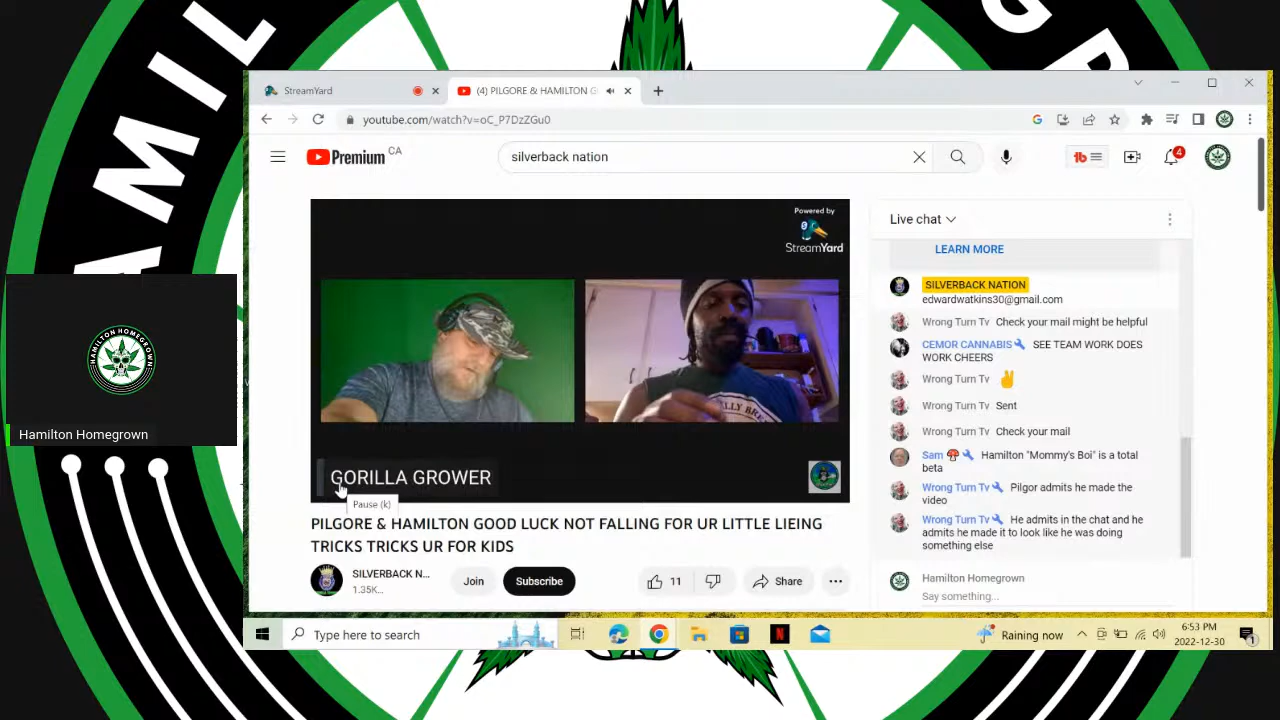 HAMIL
GR
StreamYard
(4) PILGORE & HAMILTON G
youtube.com/watch?v=oC_P7DzZGu0
Premium CA
silverback nation
4
Powered by
StreamYard
GORILLA GROWER
Pause (k)
PILGORE & HAMILTON GOOD LUCK NOT FALLING FOR UR LITTLE LIEING
TRICKS TRICKS UR FOR KIDS
SILVERBACK N...
1.35K...
Join
Subscribe
11
Share
Live chat
LEARN MORE
SILVERBACK NATION
edwardwatkins30@gmail.com
Wrong Turn Tv Check your mail might be helpful
CEMOR CANNABIS SEE TEAM WORK DOES
WORK CHEERS
Wrong Turn Tv
Wrong Turn Tv Sent
Wrong Turn Tv Check your mail
Sam Hamilton "Mommy's Boi" is a total
beta
Wrong Turn Tv Pilgor admits he made the
video
Wrong Turn Tv He admits in the chat and he
admits he made it to look like he was doing
something else
Hamilton Homegrown
Say something...
HAMILTON HOMEGROWN
Hamilton Homegrown
Type here to search
Raining now
6:53 PM
2022-12-30
1